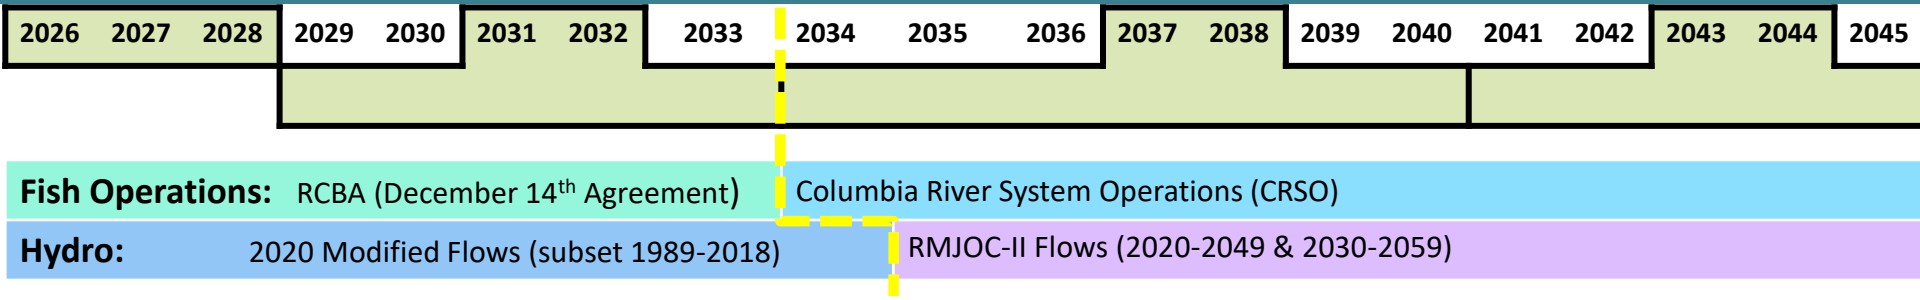 2026 2027 2028 2029 2030 2031 2032 2033 2034 2035 2036 2037 2038 2039 2040 2041 2042 2043 2044 2045
Fish Operations: RCBA (December 14th Agreement) Columbia River System Operations (CRSO)
Hydro: 2020 Modified Flows (subset 1989-2018) RMJOC-II Flows (2020-2049 & 2030-2059)